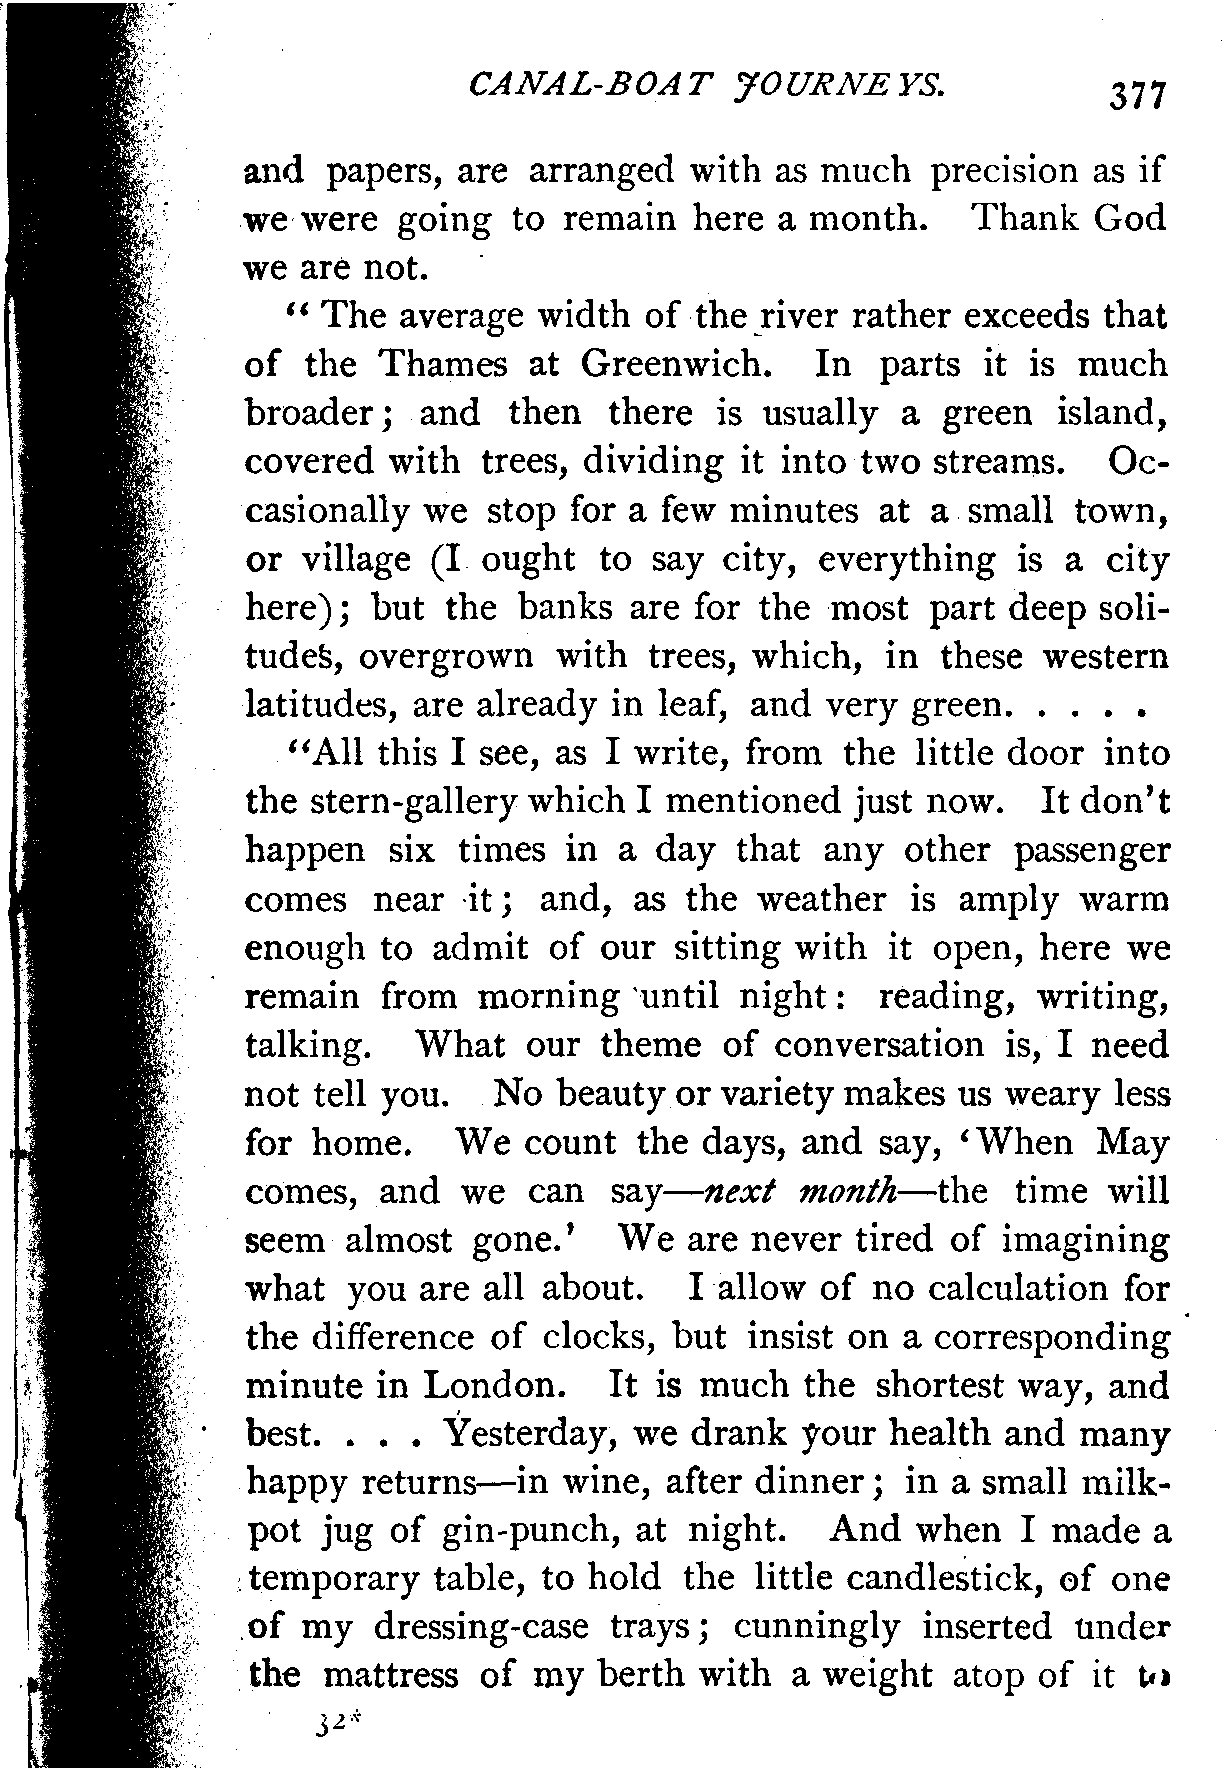 CANAL-BOAT JOURNEYS. 377
and papers, are arranged with as much precision as if
we were going to remain here a month. Thank God
we are not.
“ The average width of the river rather exceeds that
of the Thames at Greenwich. In parts it is much
broader ; and then there is usually a green island,
covered with trees, dividing it into two streams. Oc-
casionally we stop for a few minutes at a small town,
or village (I ought to say city, everything is a city
here) ; but the banks are for the most part deep soli-
tudes, overgrown with trees, which, in these western
latitudes, are already in leaf, and very green. . . . .
“All this I see, as I write, from the little door into
the stern-gallery which I mentioned just now. It don't
happen six times in a day that any other passenger
comes near it ; and, as the weather is amply warm
enough to admit of our sitting with it open, here we
remain from morning until night : reading, writing,
talking. What our theme of conversation is, I need
not tell you. No beauty or variety makes us weary less
for home. We count the days, and say, ‘When May
comes, and we can say—next month—the time will
seem almost gone.’ We are never tired of imagining
what you are all about. I allow of no calculation for
the difference of clocks, but insist on a corresponding
minute in London. It is much the shortest way, and
best. . . . Yesterday, we drank your health and many
happy returns—in wine, after dinner ; in a small milk-
pot jug of gin-punch, at night. And when I made a
temporary table, to hold the little candlestick, of one
of my dressing-case trays ; cunningly inserted under
the mattress of my berth with a weight atop of it to
32*